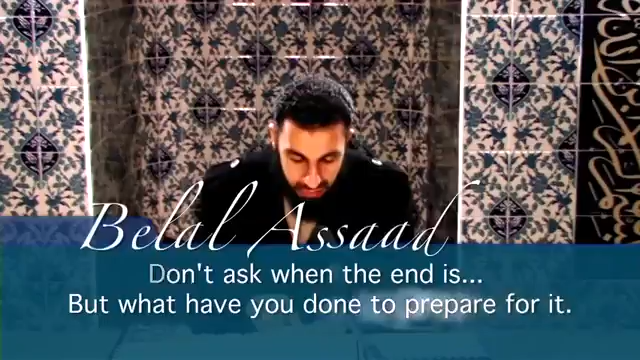 Belal Assaad
Don't ask when the end is...
But what have you done to prepare for it.